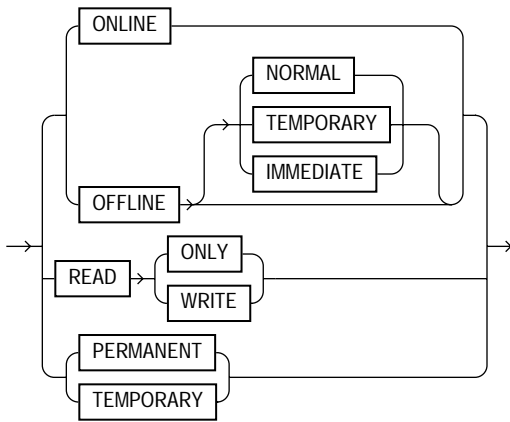 ONLINE
NORMAL
TEMPORARY
IMMEDIATE
OFFLINE
ONLY
READ
WRITE
PERMANENT
TEMPORARY